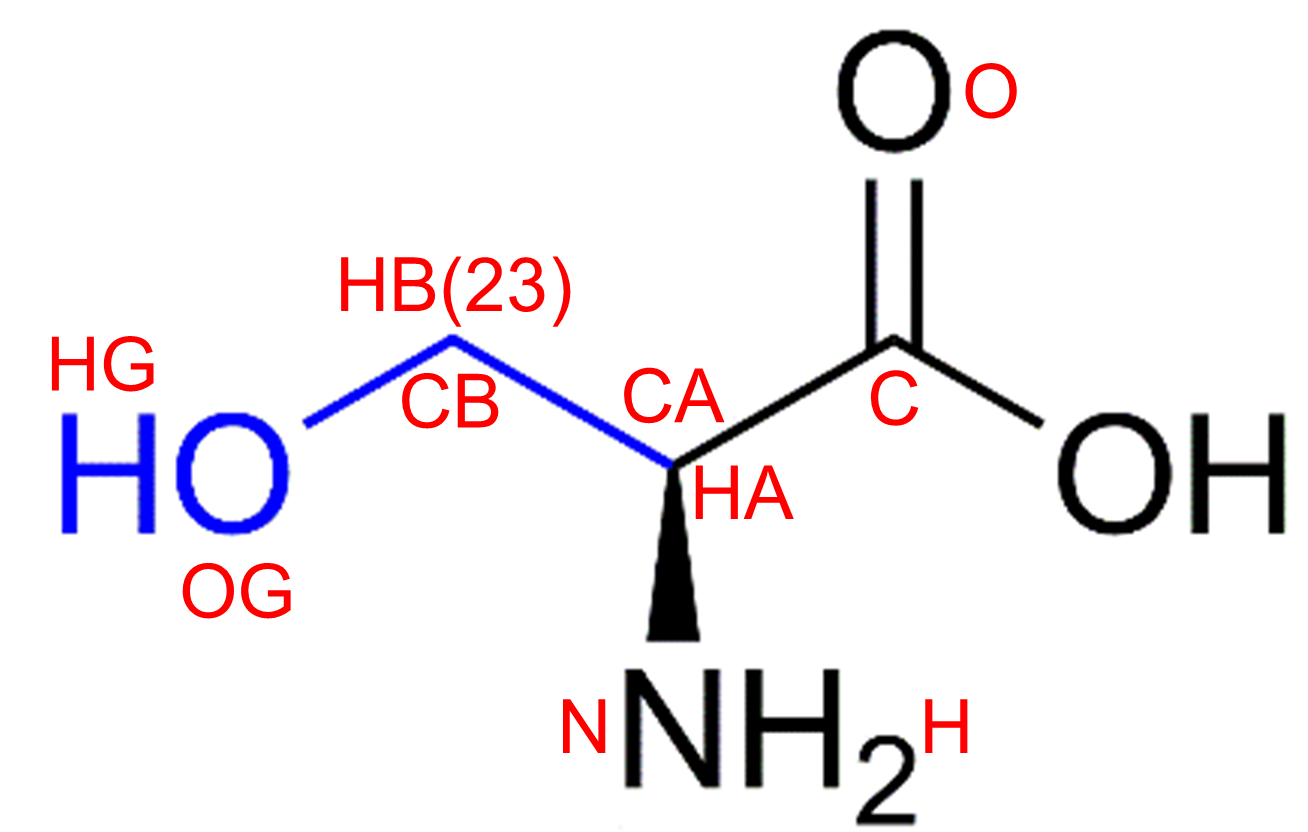 O O
HB(23)
HG
CB CA C
HO HA OH
OG
N NH2 H